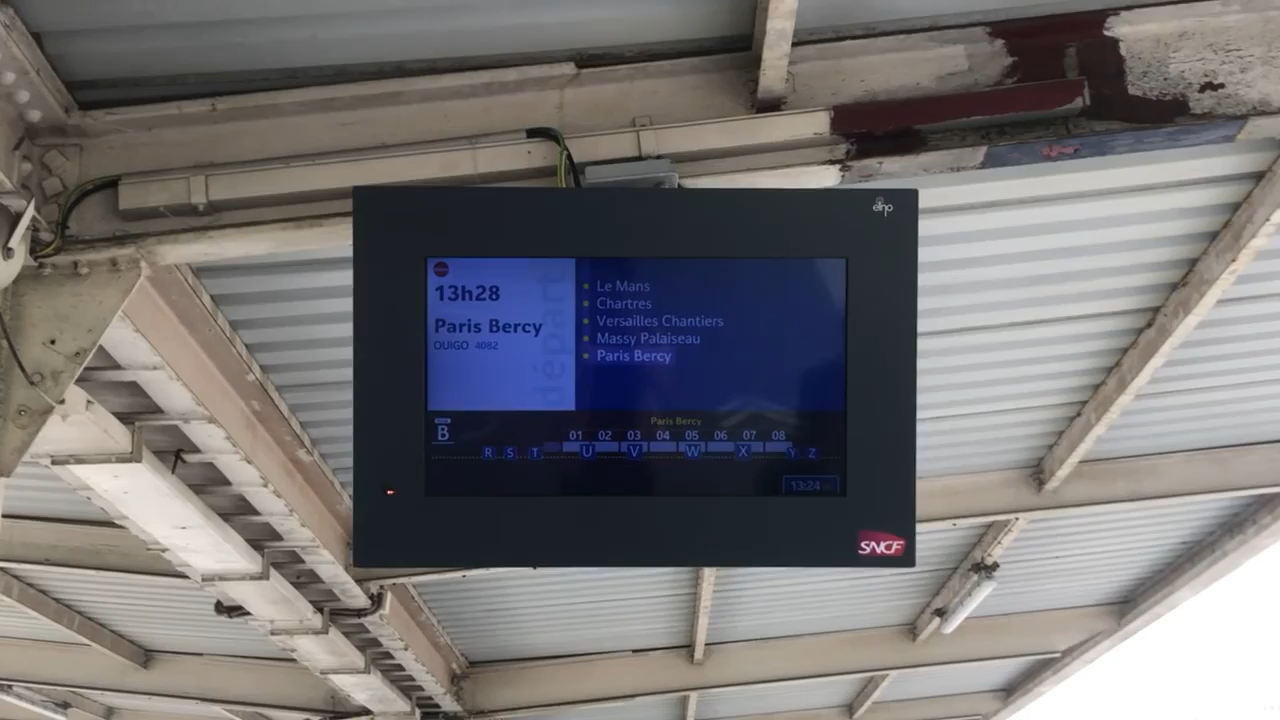 elno
13h28
Paris Bercy
OUIGO 4082
départ
Le Mans
Chartres
Versailles Chantiers
Massy Palaiseau
Paris Bercy
Paris Bercy
B
01 02 03 04 05 06 07 08
R S T U V W X Y Z
13:24
SNCF